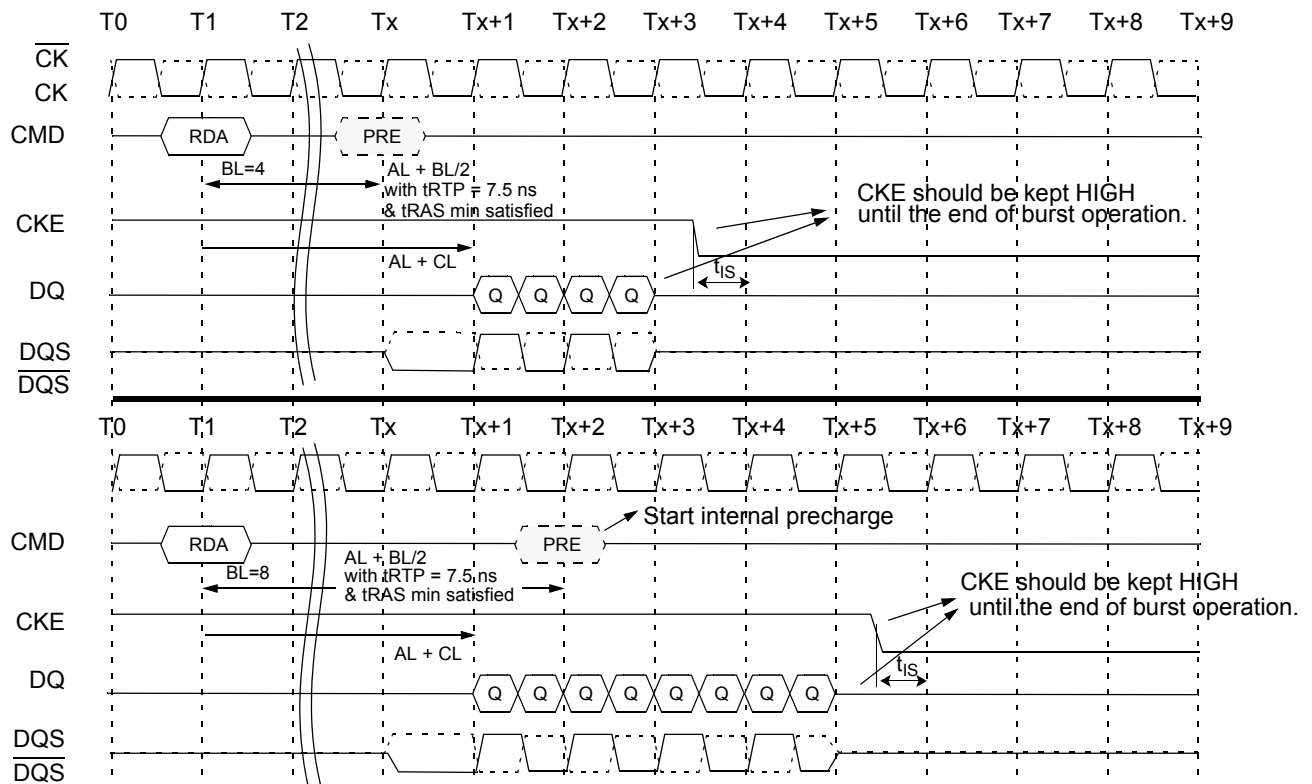 T0 T1 T2 Tx Tx+1 Tx+2 Tx+3 Tx+4 Tx+5 Tx+6 Tx+7 Tx+8 Tx+9
CK
CK
CMD RDA PRE
BL=4
AL + BL/2
with tRTP = 7.5 ns
& tRAS min satisfied
CKE should be kept HIGH
until the end of burst operation.
CKE
AL + CL
tIS
DQ Q Q Q Q
DQS
DQS
T0 T1 T2 Tx Tx+1 Tx+2 Tx+3 Tx+4 Tx+5 Tx+6 Tx+7 Tx+8 Tx+9
Start internal precharge
CMD RDA PRE
BL=8
AL + BL/2
with tRTP = 7.5 ns
& tRAS min satisfied
CKE should be kept HIGH
until the end of burst operation.
CKE
AL + CL
tIS
DQ Q Q Q Q Q Q Q Q
DQS
DQS